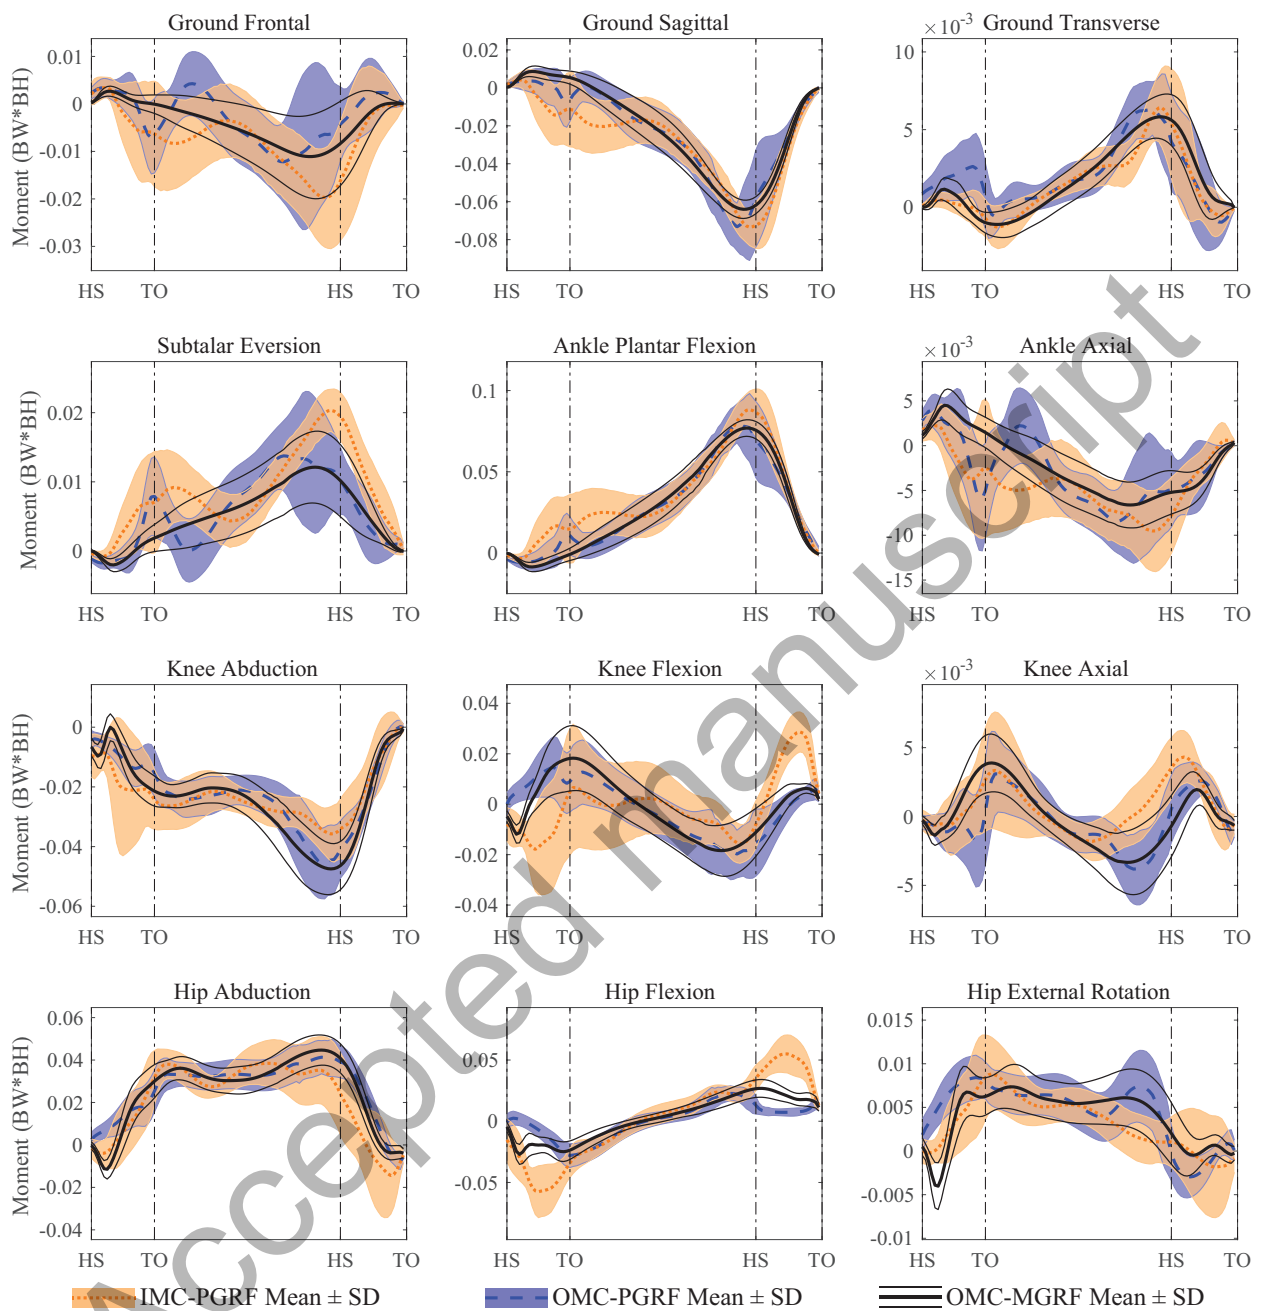 Ground Frontal
Ground Sagittal
Ground Transverse
×10⁻³
0.01
0
-0.01
-0.02
-0.03
Moment (BW*BH)
HS TO HS TO
0.02
0
-0.02
-0.04
-0.06
-0.08
HS TO HS TO
10
5
0
HS TO HS TO
Subtalar Eversion
Ankle Plantar Flexion
Ankle Axial
×10⁻³
0.02
0.01
0
Moment (BW*BH)
HS TO HS TO
0.1
0.05
0
HS TO HS TO
5
0
-5
-10
-15
HS TO HS TO
Knee Abduction
Knee Flexion
Knee Axial
×10⁻³
0
-0.02
-0.04
-0.06
Moment (BW*BH)
HS TO HS TO
0.04
0.02
0
-0.02
-0.04
HS TO HS TO
5
0
-5
HS TO HS TO
Hip Abduction
Hip Flexion
Hip External Rotation
0.06
0.04
0.02
0
-0.02
-0.04
Moment (BW*BH)
HS TO HS TO
0.05
0
-0.05
HS TO HS TO
0.015
0.01
0.005
0
-0.005
-0.01
HS TO HS TO
IMC-PGRF Mean ± SD
OMC-PGRF Mean ± SD
OMC-MGRF Mean ± SD
Accepted manuscript